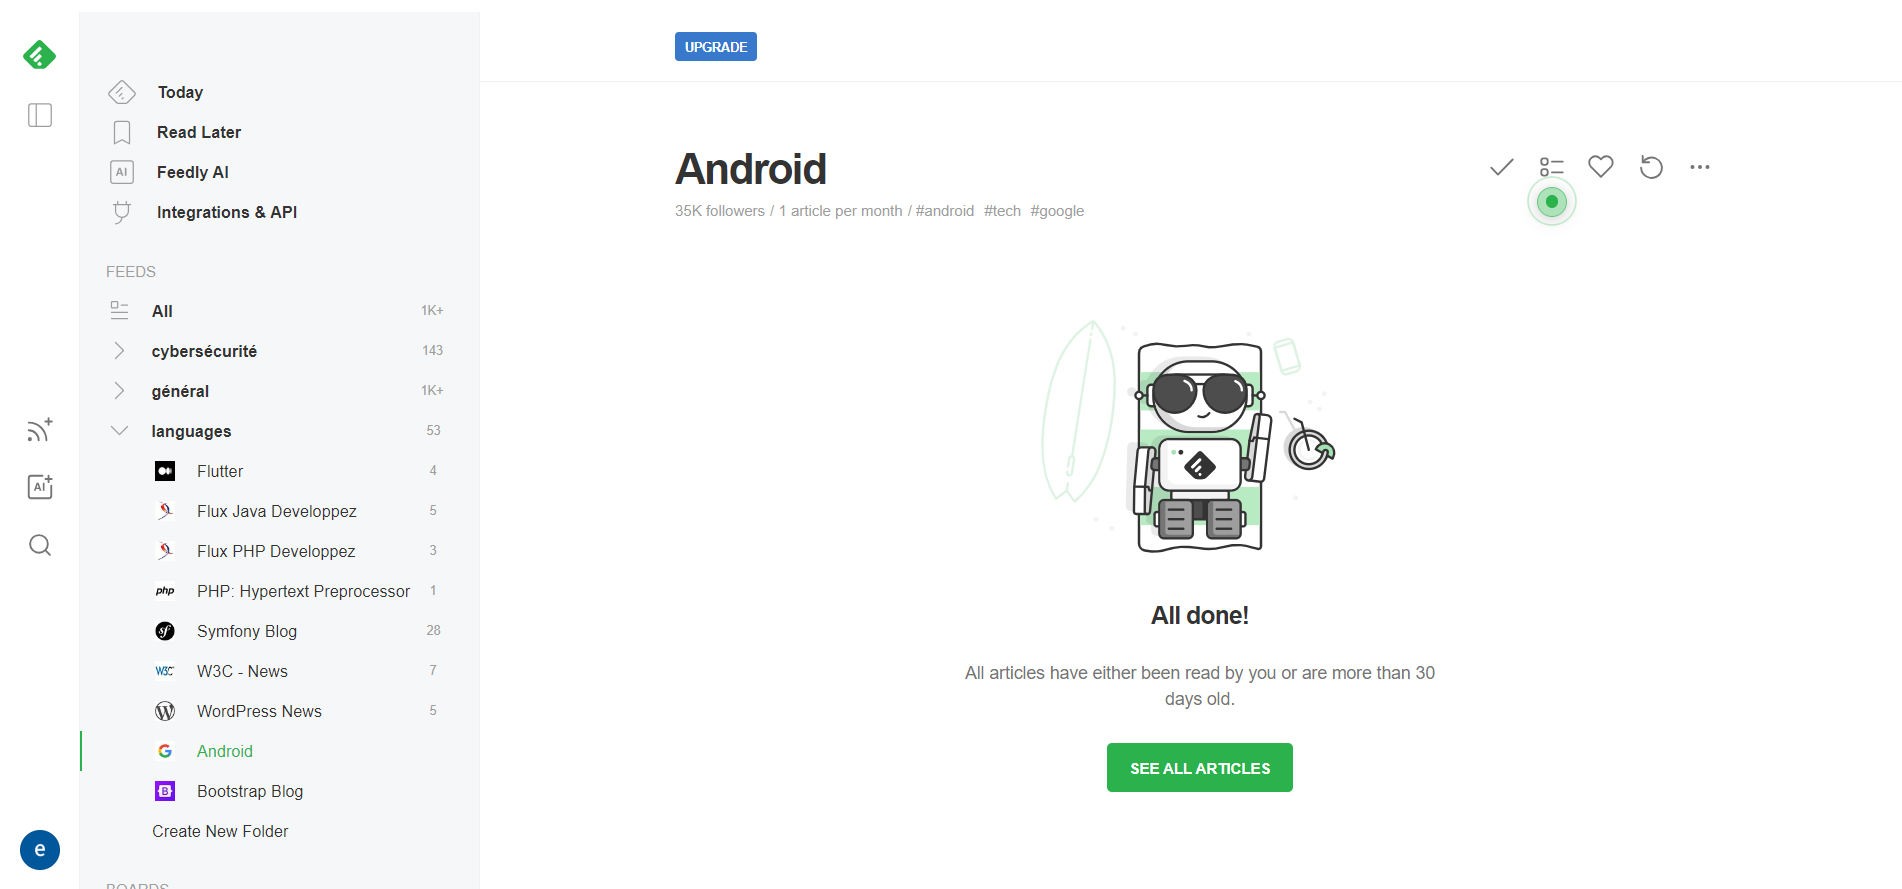 UPGRADE
Today
Read Later
AI Feedly AI
Integrations & API
FEEDS
All 1K+
cybersécurité 143
général 1K+
languages 53
Flutter 4
Flux Java Developpez 5
Flux PHP Developpez 3
php PHP: Hypertext Preprocessor 1
sf Symfony Blog 28
W3C W3C - News 7
W WordPress News 5
G Android
B Bootstrap Blog
Create New Folder
BOARDS
AI
e
Android
35K followers / 1 article per month / #android #tech #google
All done!
All articles have either been read by you or are more than 30
days old.
SEE ALL ARTICLES